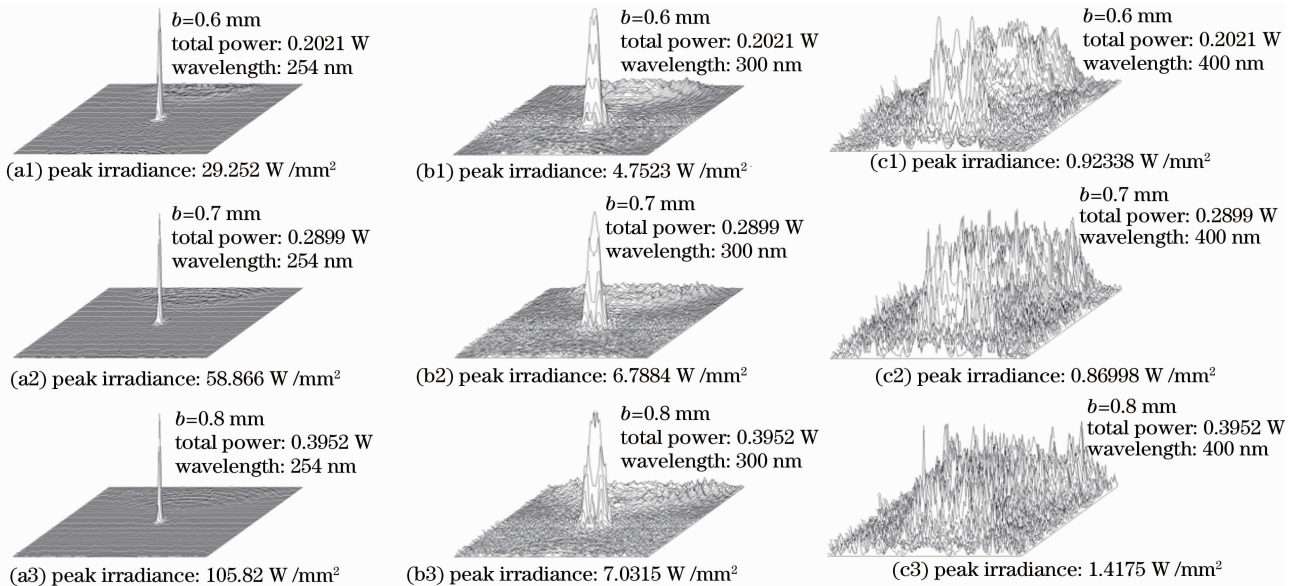 b=0.6 mm
total power: 0.2021 W
wavelength: 254 nm
(a1) peak irradiance: 29.252 W /mm²
b=0.6 mm
total power: 0.2021 W
wavelength: 300 nm
(b1) peak irradiance: 4.7523 W /mm²
b=0.6 mm
total power: 0.2021 W
wavelength: 400 nm
(c1) peak irradiance: 0.92338 W /mm²
b=0.7 mm
total power: 0.2899 W
wavelength: 254 nm
(a2) peak irradiance: 58.866 W /mm²
b=0.7 mm
total power: 0.2899 W
wavelength: 300 nm
(b2) peak irradiance: 6.7884 W /mm²
b=0.7 mm
total power: 0.2899 W
wavelength: 400 nm
(c2) peak irradiance: 0.86998 W /mm²
b=0.8 mm
total power: 0.3952 W
wavelength: 254 nm
(a3) peak irradiance: 105.82 W /mm²
b=0.8 mm
total power: 0.3952 W
wavelength: 300 nm
(b3) peak irradiance: 7.0315 W /mm²
b=0.8 mm
total power: 0.3952 W
wavelength: 400 nm
(c3) peak irradiance: 1.4175 W /mm²